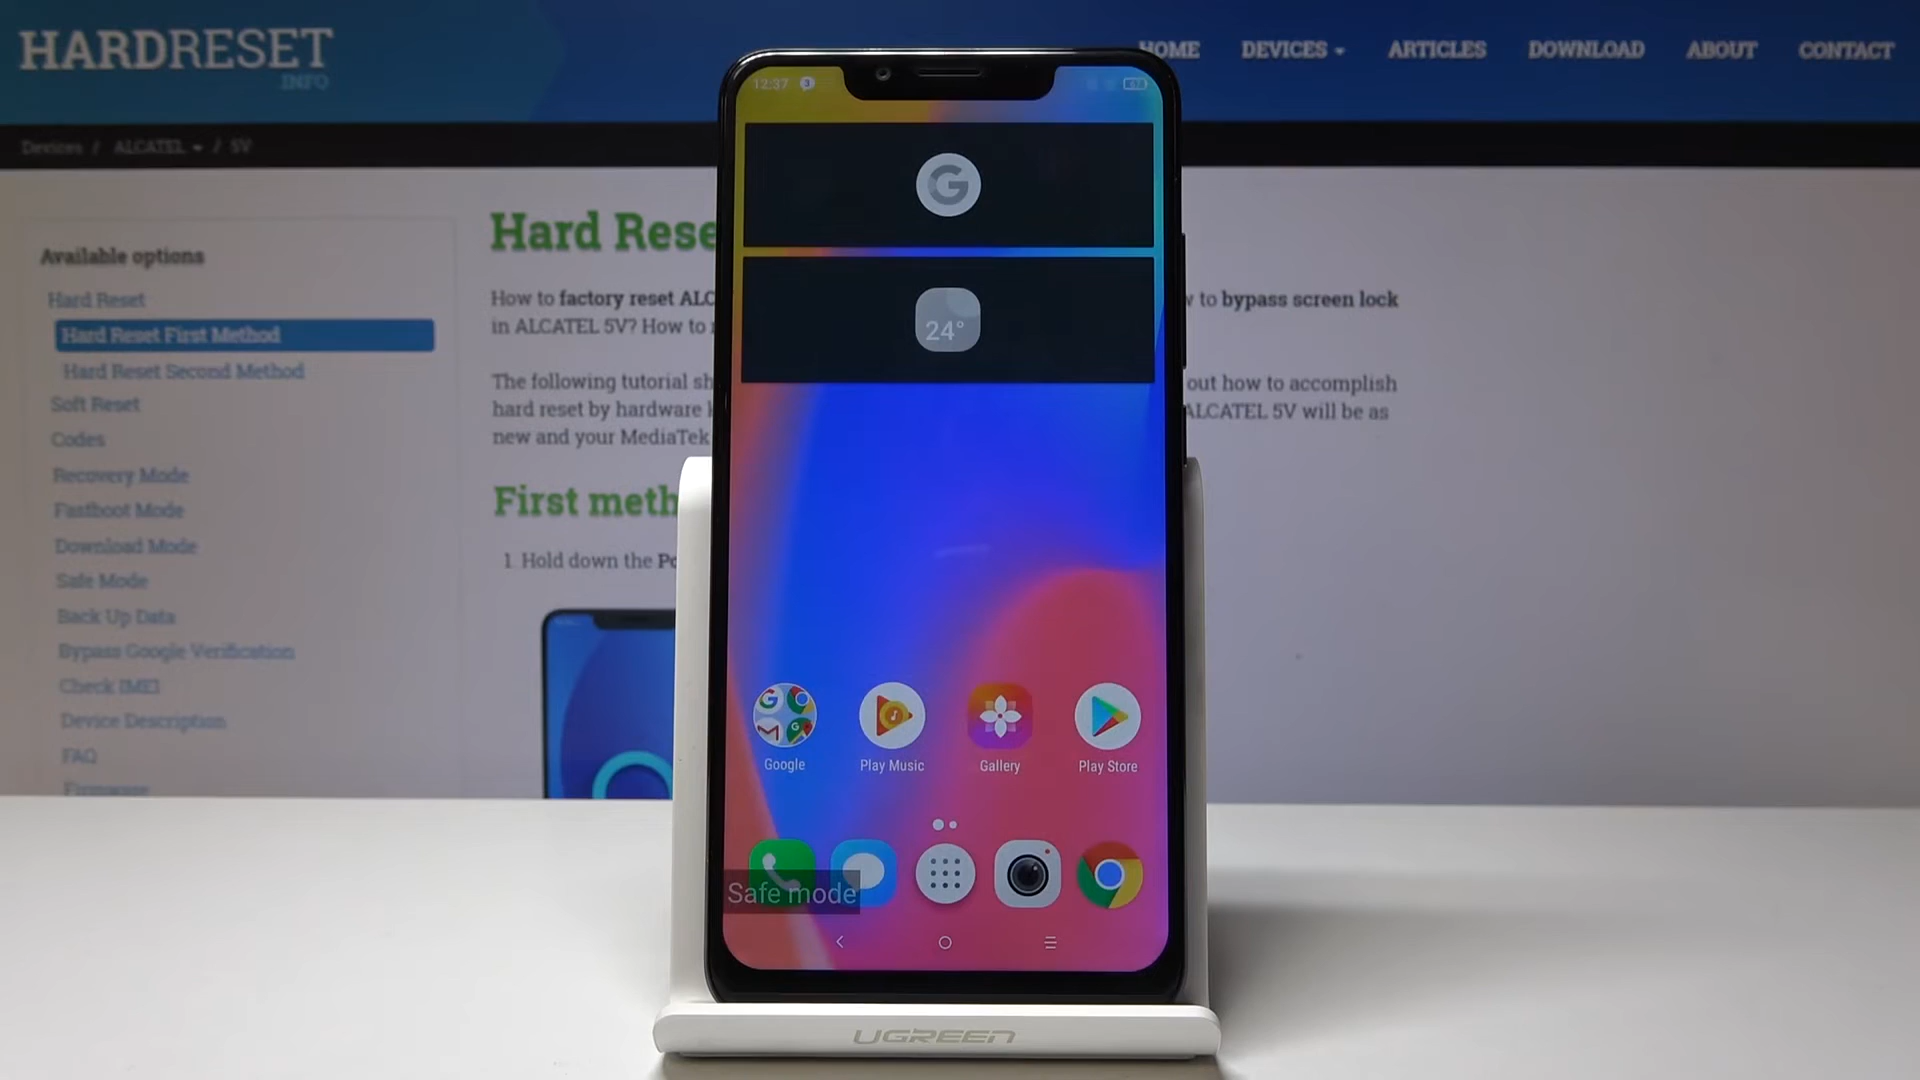 HARDRESET
INFO
HOME DEVICES ARTICLES DOWNLOAD ABOUT CONTACT
Devices / ALCATEL / 5V
Available options
Hard Reset
Hard Reset First Method
Hard Reset Second Method
Soft Reset
Codes
Recovery Mode
Fastboot Mode
Download Mode
Safe Mode
Back Up Data
Bypass Google Verification
Check IMEI
Device Description
FAQ
Firmware
Hard Rese
How to factory reset ALC
to bypass screen lock
in ALCATEL 5V? How to
The following tutorial sh
out how to accomplish
hard reset by hardware
ALCATEL 5V will be as
new and your MediaTek
First meth
1. Hold down the Po
12:37 3
G
24°
Google Play Music Gallery Play Store
Safe mode
UGREEN